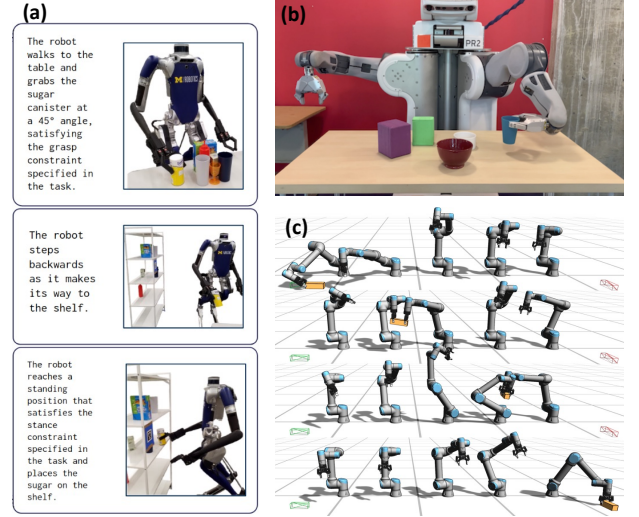 (a)
The robot
walks to the
table and
grabs the
sugar
canister at
a 45° angle,
satisfying
the grasp
constraint
specified in
the task.
M ROBOTICS
The robot
steps
backwards
as it makes
its way to
the shelf.
The robot
reaches a
standing
position that
satisfies the
stance
constraint
specified in
the task and
places the
sugar on the
shelf.
(b)
PR2
(c)